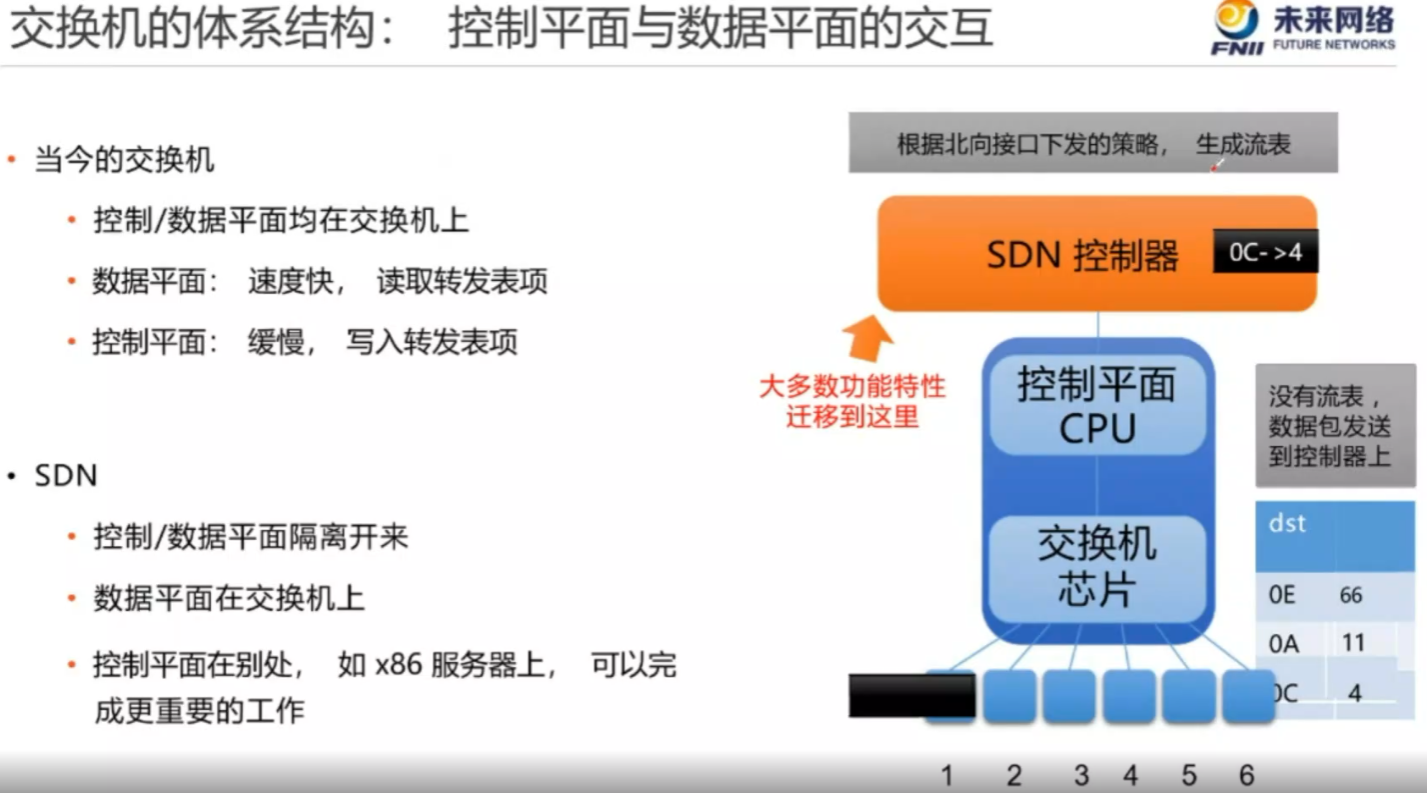 交换机的体系结构： 控制平面与数据平面的交互
FNII 未来网络
FUTURE NETWORKS
• 当今的交换机
• 控制/数据平面均在交换机上
• 数据平面： 速度快， 读取转发表项
• 控制平面： 缓慢， 写入转发表项
• SDN
• 控制/数据平面隔离开来
• 数据平面在交换机上
• 控制平面在别处， 如 x86 服务器上， 可以完
成更重要的工作
根据北向接口下发的策略， 生成流表
SDN 控制器
0C->4
大多数功能特性
迁移到这里
控制平面
CPU
交换机
芯片
没有流表，
数据包发送
到控制器上
dst
0E 66
0A 11
0C 4
1 2 3 4 5 6